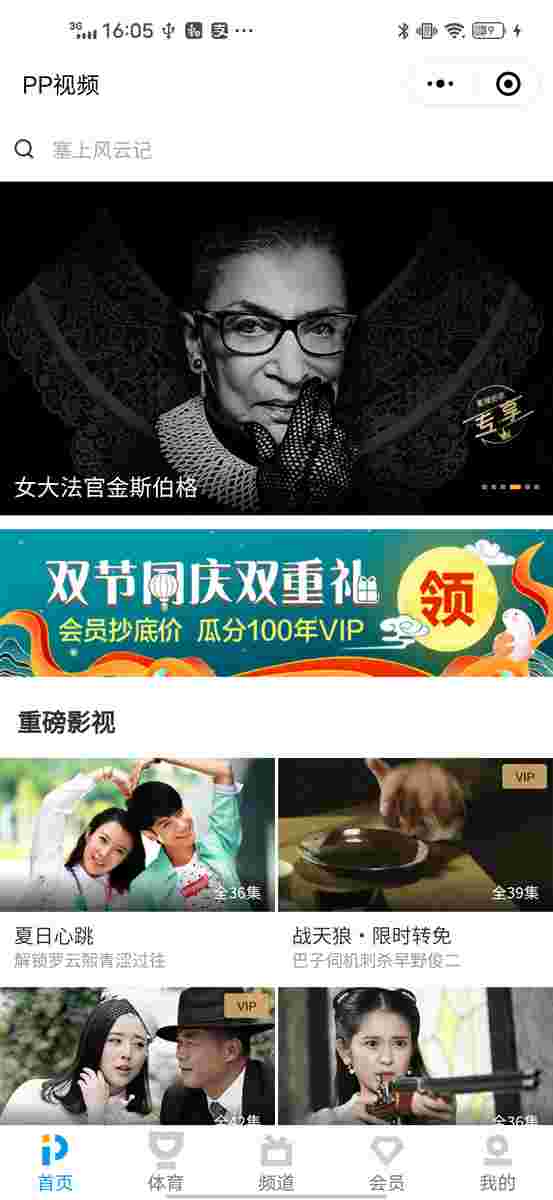 3G 16:05
PP视频
塞上风云记
专享
女大法官金斯伯格
双节同庆双重礼
领
会员抄底价 瓜分100年VIP
重磅影视
VIP
全36集
全39集
夏日心跳
战天狼·限时转免
解锁罗云熙青涩过往
巴子伺机刺杀早野俊二
VIP
全42集
全36集
首页
体育
频道
会员
我的